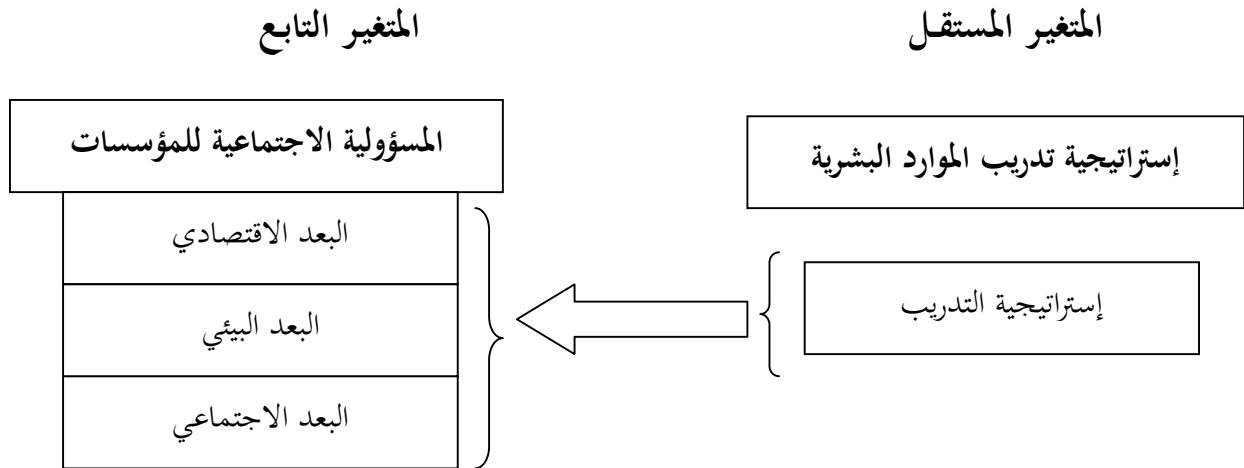 المتغير المستقل
المتغير التابع
إستراتيجية تدريب الموارد البشرية
المسؤولية الاجتماعية للمؤسسات
إستراتيجية التدريب
البعد الاقتصادي
البعد البيئي
البعد الاجتماعي